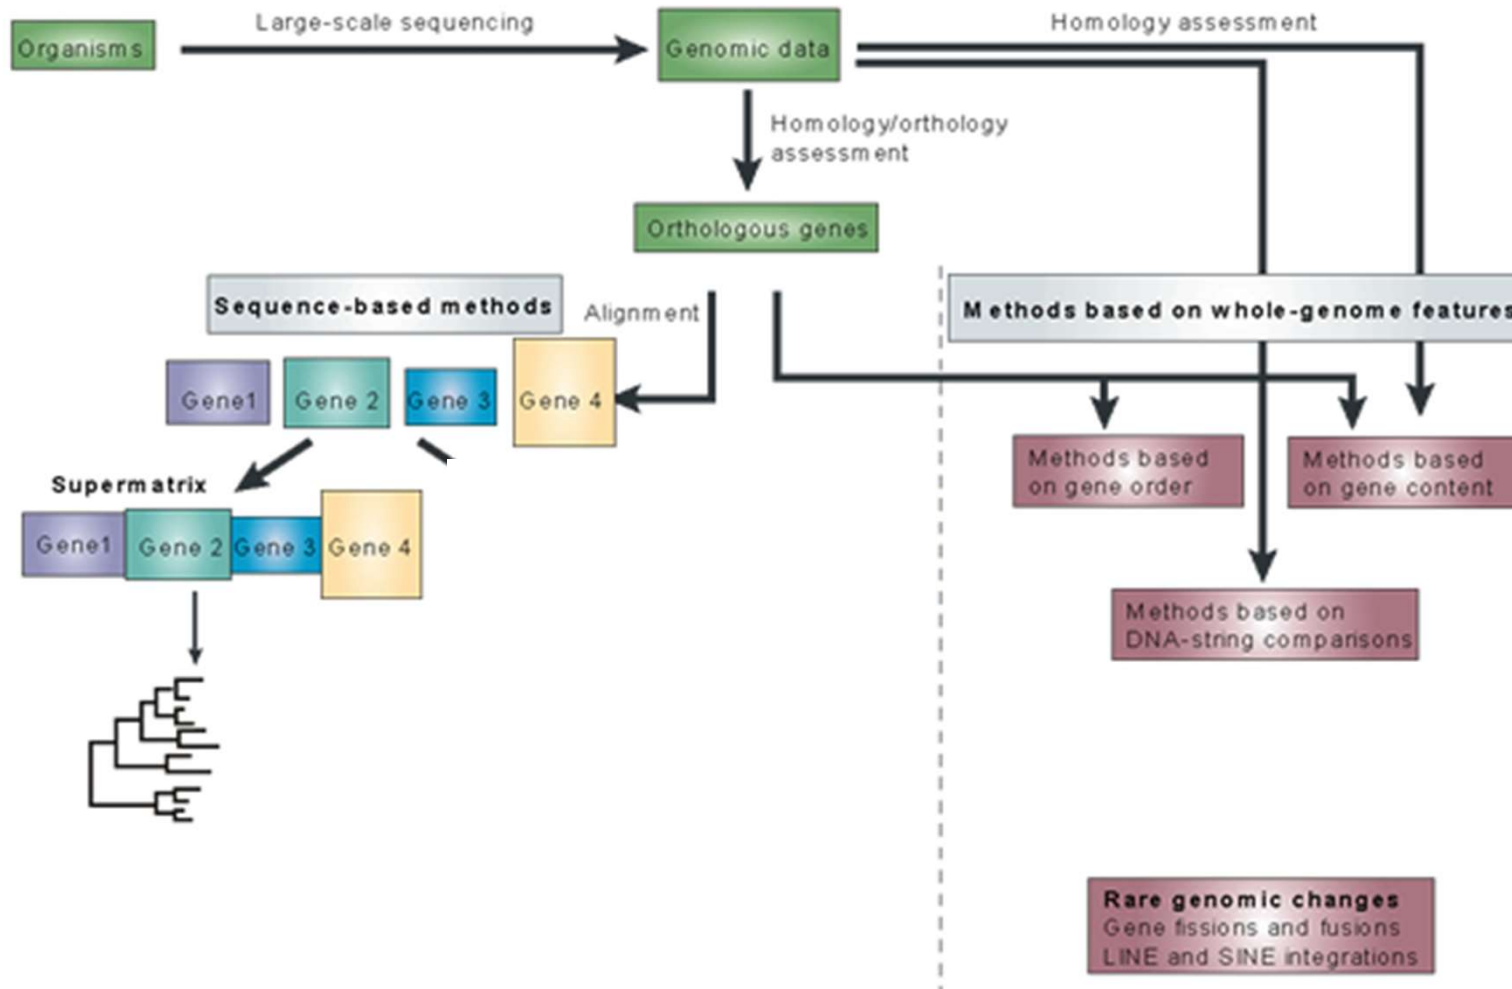 Large-scale sequencing
Homology assessment
Organisms
Genomic data
Homology/orthology
assessment
Orthologous genes
Sequence-based methods
Alignment
Methods based on whole-genome features
Gene1
Gene 2
Gene 3
Gene 4
Methods based
on gene order
Methods based
on gene content
Supermatrix
Gene1
Gene 2
Gene 3
Gene 4
Methods based on
DNA-string comparisons
Rare genomic changes
Gene fissions and fusions
LINE and SINE integrations